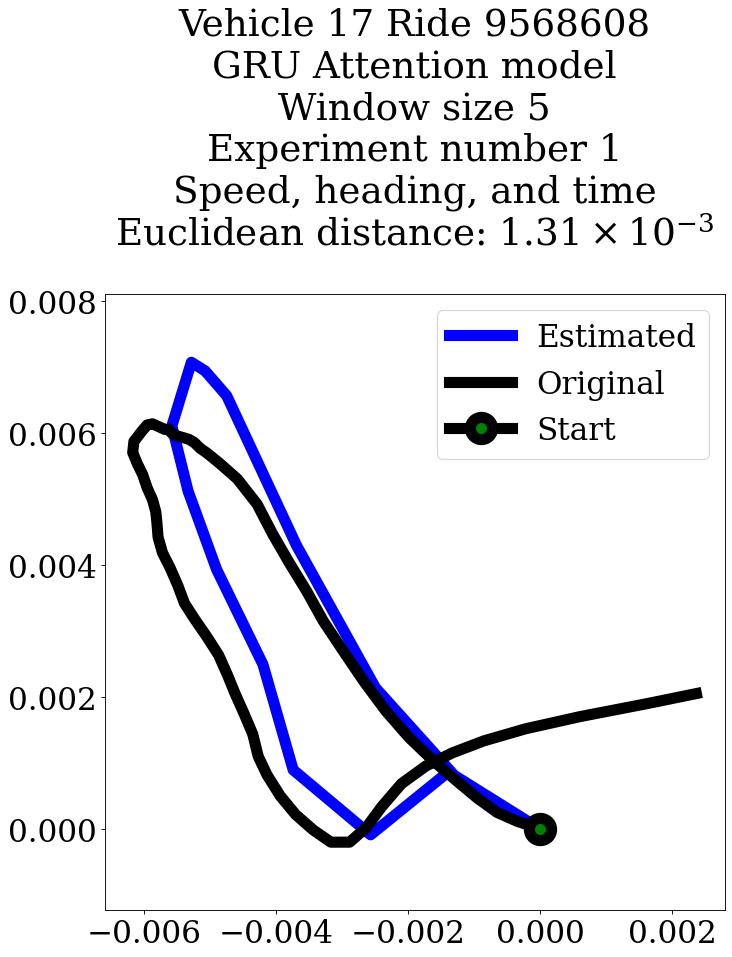 Vehicle 17 Ride 9568608
GRU Attention model
Window size 5
Experiment number 1
Speed, heading, and time
Euclidean distance: 1.31 × 10⁻³
0.008
0.006
0.004
0.002
0.000
Estimated
Original
Start
−0.006 −0.004 −0.002 0.000 0.002